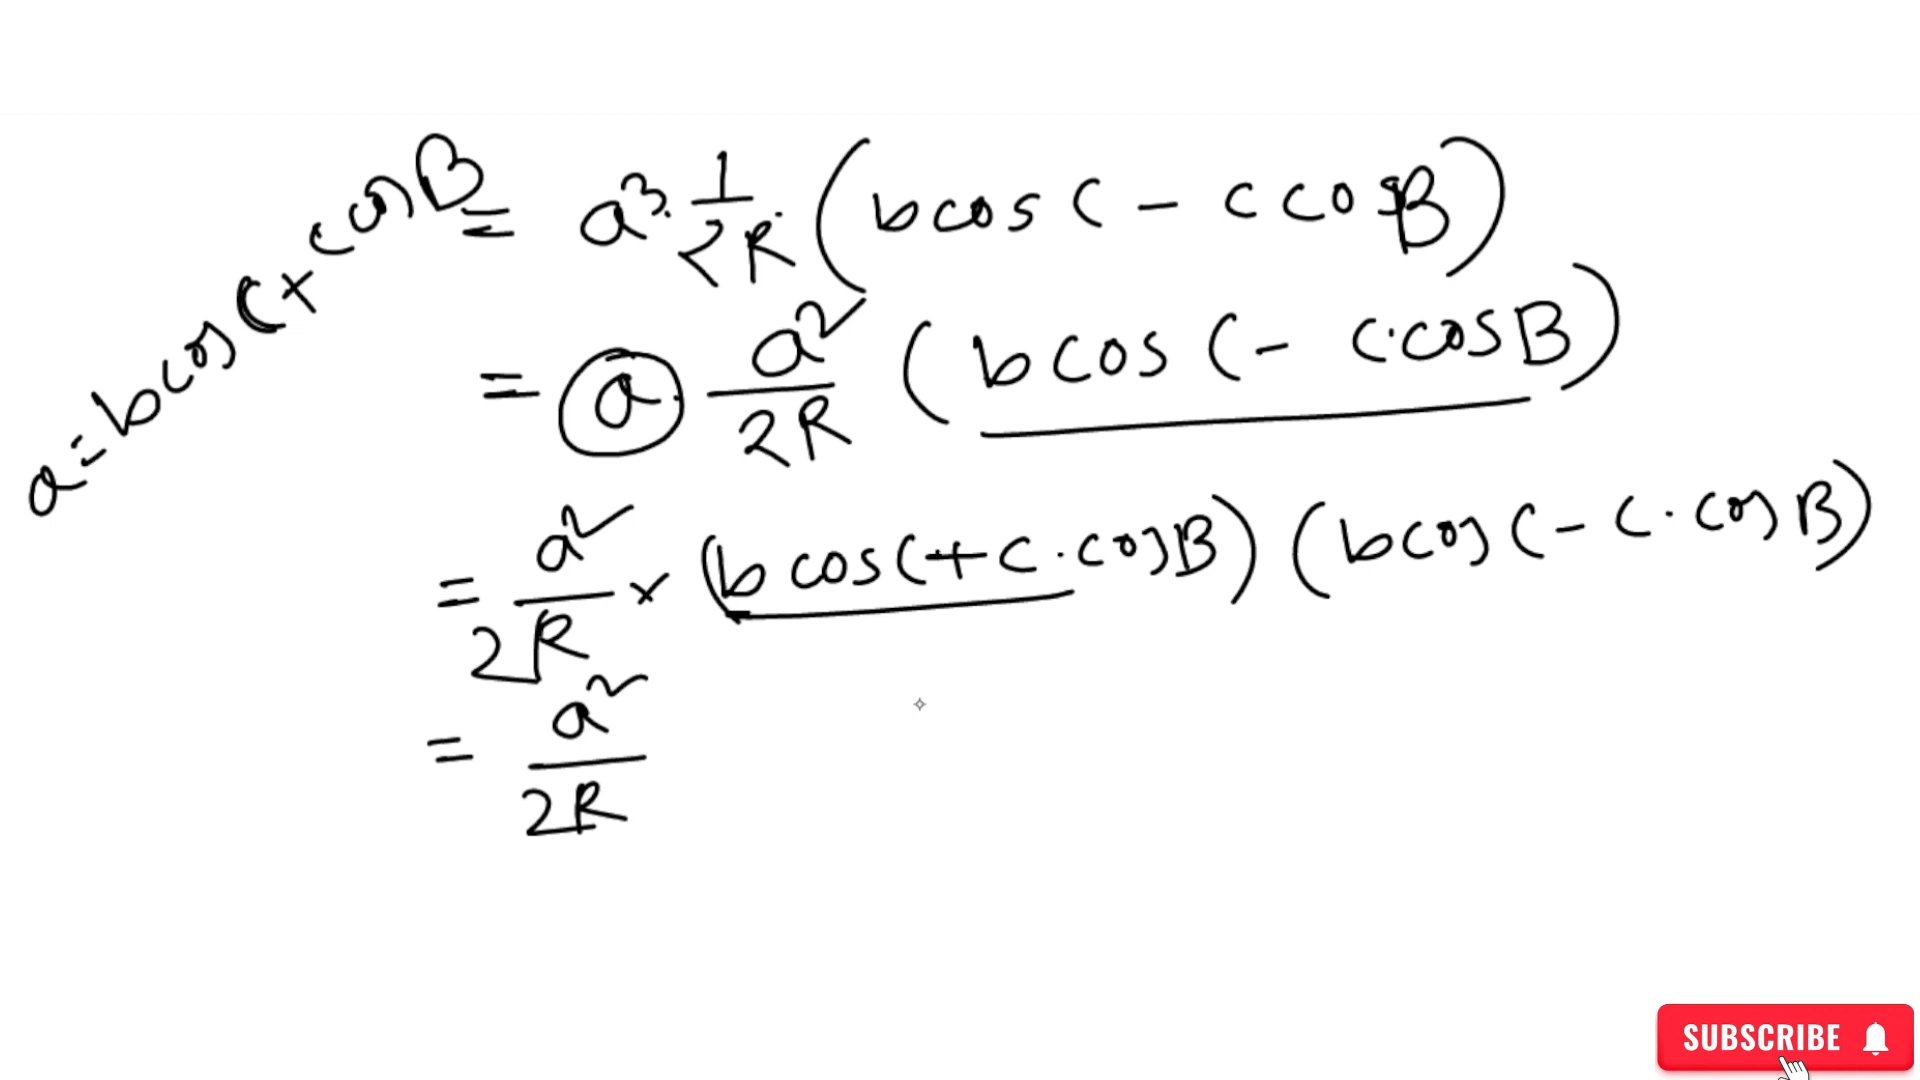 a = b cos C + c cos B
= a³ · 1/2R · (b cos C - c cos B)
= a · a²/2R (b cos C - c · cos B)
= a²/2R × (b cos C + c · cos B) (b cos C - c · cos B)
= a²/2R
SUBSCRIBE